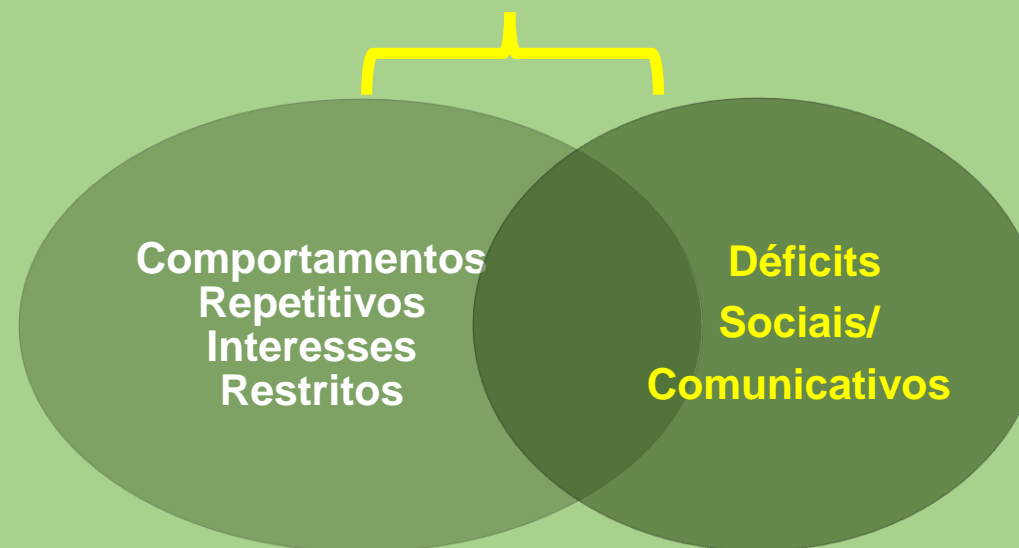 Comportamentos
Repetitivos
Interesses
Restritos
Déficits
Sociais/
Comunicativos